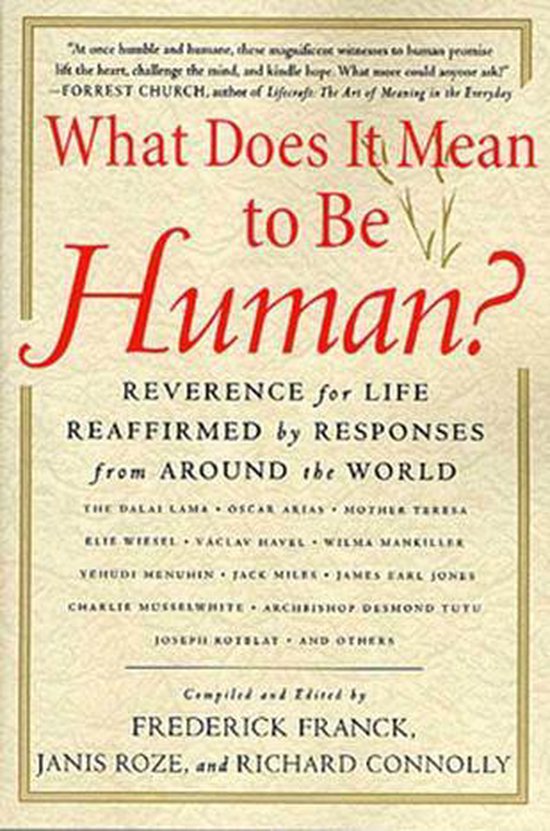 "At once humble and humane, these magnificent witnesses to human promise
lift the heart, challenge the mind, and kindle hope. What more could anyone ask?"
—FORREST CHURCH, author of Lifecraft: The Art of Meaning in the Everyday
What Does It Mean
to Be
Human?
REVERENCE for LIFE
REAFFIRMED by RESPONSES
from AROUND the WORLD
THE DALAI LAMA • OSCAR ARIAS • MOTHER TERESA
ELIE WIESEL • VÁCLAV HAVEL • WILMA MANKILLER
YEHUDI MENUHIN • JACK MILES • JAMES EARL JONES
CHARLIE MUSSELWHITE • ARCHBISHOP DESMOND TUTU
JOSEPH ROTBLAT • AND OTHERS
Compiled and Edited by
FREDERICK FRANCK,
JANIS ROZE, and RICHARD CONNOLLY